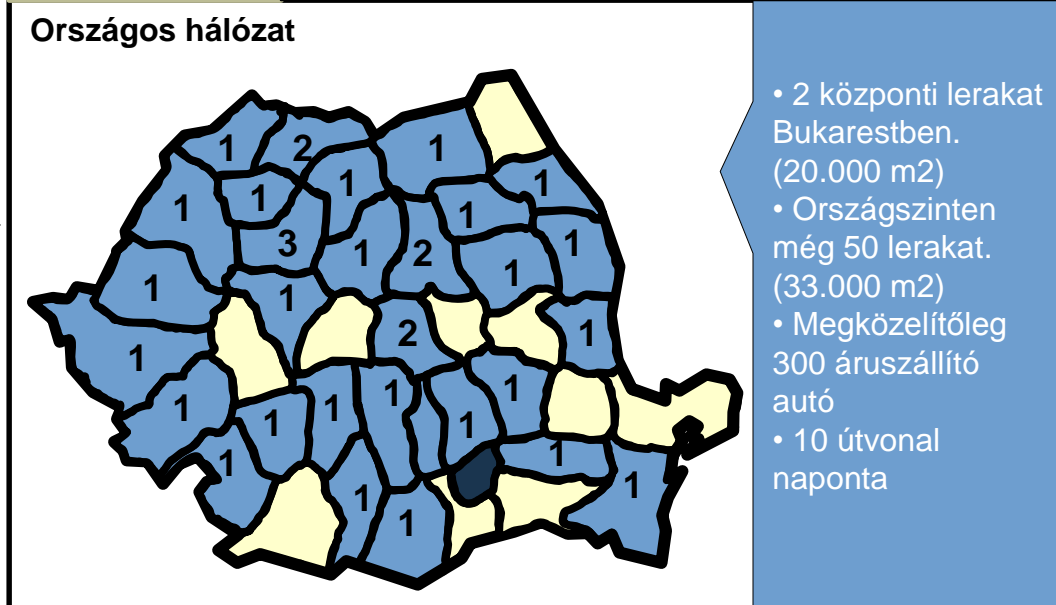 Országos hálózat
1 2 1
1 1 1 1 1
3 1 2 1 1
1 1
2 1
1
1 1 1 1 1
1 1 1
1 1
• 2 központi lerakat
Bukarestben.
(20.000 m2)
• Országszinten
még 50 lerakat.
(33.000 m2)
• Megközelítőleg
300 áruszállító
autó
• 10 útvonal
naponta